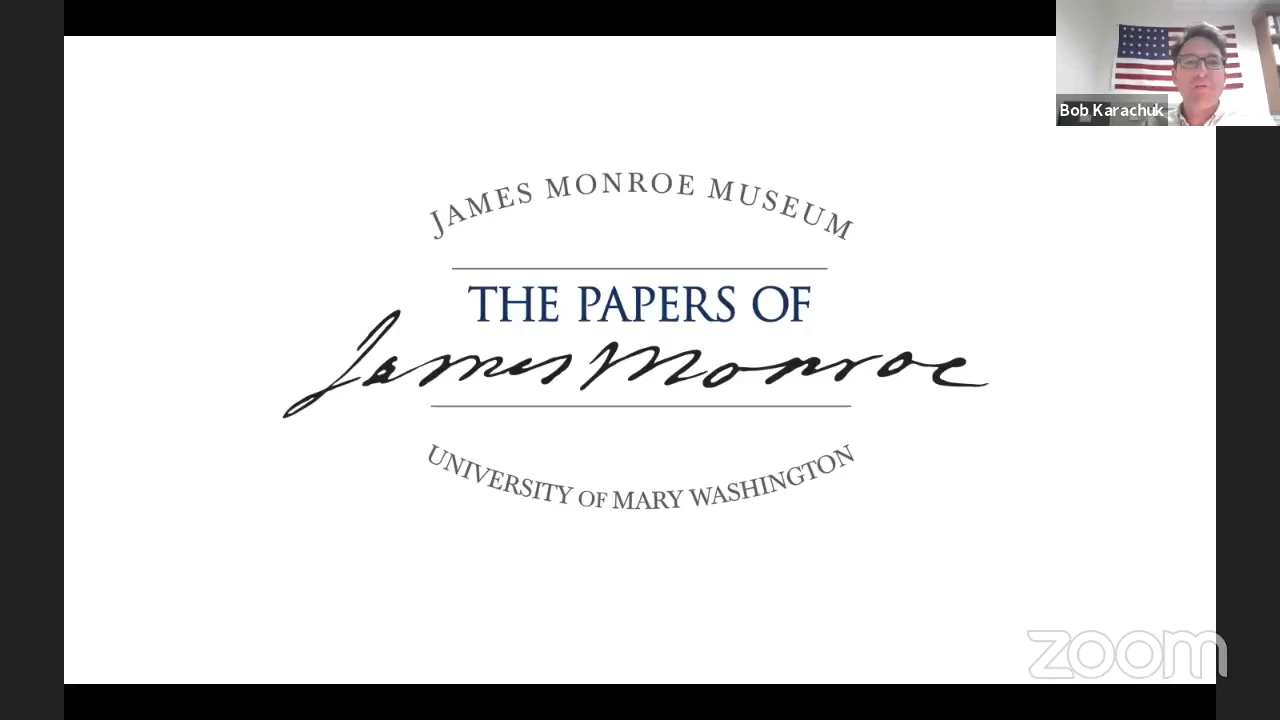 Bob Karachuk
JAMES MONROE MUSEUM
THE PAPERS OF
James Monroe
UNIVERSITY OF MARY WASHINGTON
zoom